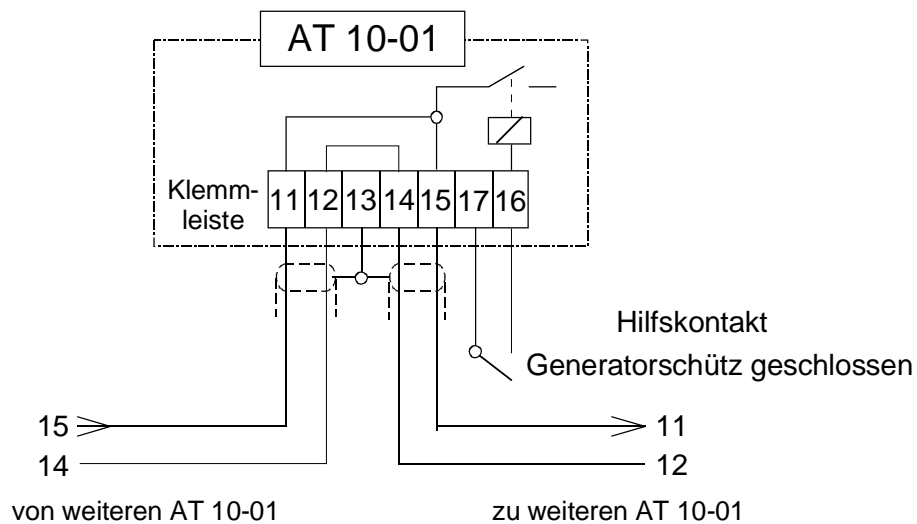 AT 10-01
Klemm-
leiste
11 12 13 14 15 17 16
Hilfskontakt
Generatorschütz geschlossen
15
14
11
12
von weiteren AT 10-01
zu weiteren AT 10-01